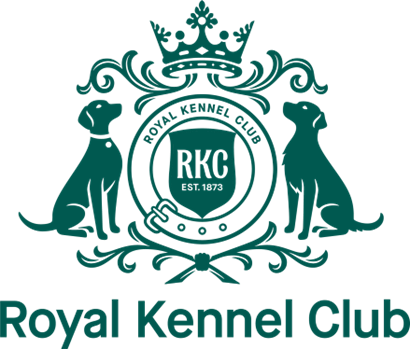 ROYAL KENNEL CLUB
RKC
EST. 1873
Royal Kennel Club